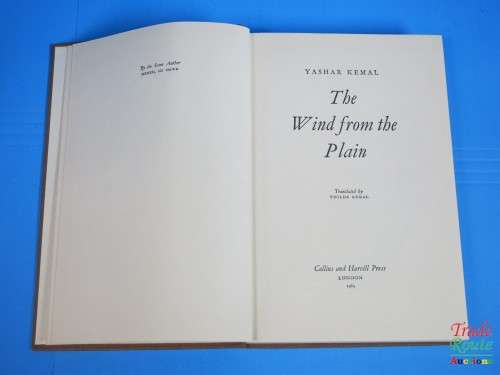 By the Same Author
MEMED, MY HAWK
YASHAR KEMAL
The
Wind from the
Plain
Translated by
THILDA KEMAL
Collins and Harvill Press
LONDON
Trade
Route
Auctions